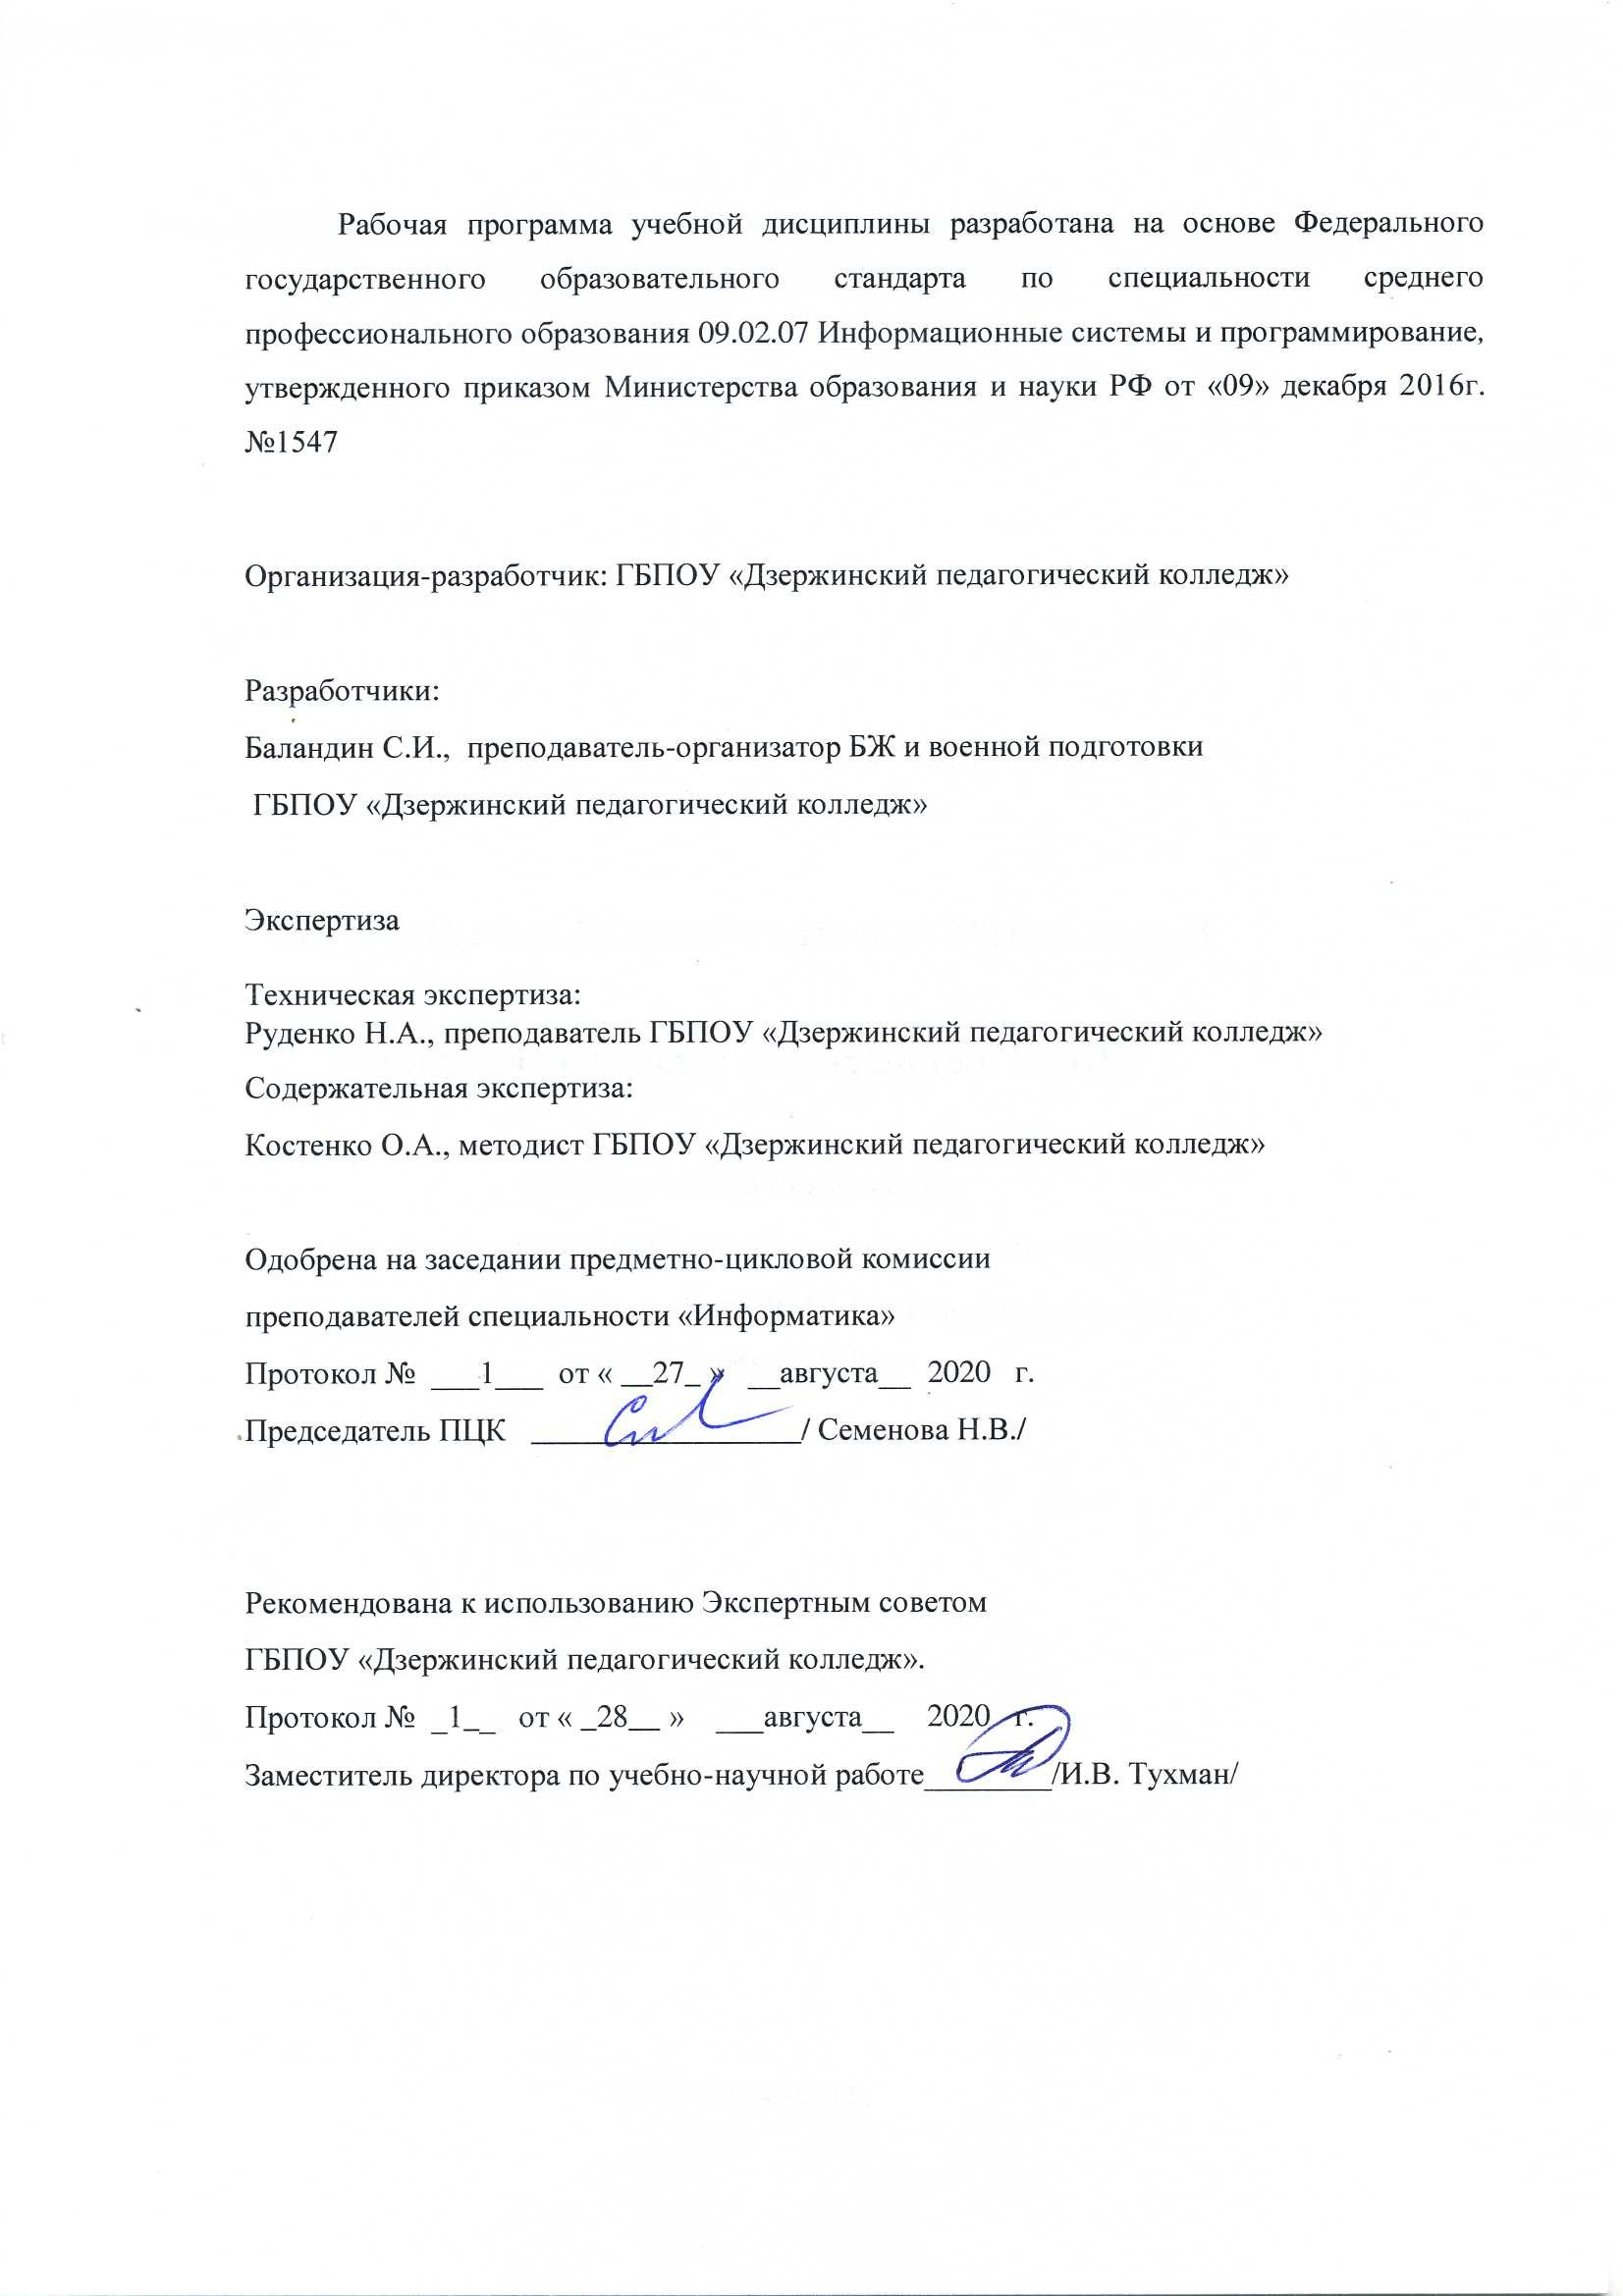 Рабочая программа учебной дисциплины разработана на основе Федерального
государственного образовательного стандарта по специальности среднего
профессионального образования 09.02.07 Информационные системы и программирование,
утвержденного приказом Министерства образования и науки РФ от «09» декабря 2016г.
№1547
Организация-разработчик: ГБПОУ «Дзержинский педагогический колледж»
Разработчики:
Баландин С.И., преподаватель-организатор БЖ и военной подготовки
ГБПОУ «Дзержинский педагогический колледж»
Экспертиза
Техническая экспертиза:
Руденко Н.А., преподаватель ГБПОУ «Дзержинский педагогический колледж»
Содержательная экспертиза:
Костенко О.А., методист ГБПОУ «Дзержинский педагогический колледж»
Одобрена на заседании предметно-цикловой комиссии
преподавателей специальности «Информатика»
Протокол № ___1___ от « __27_ » __августа__ 2020 г.
Председатель ПЦК _________________/ Семенова Н.В./
Рекомендована к использованию Экспертным советом
ГБПОУ «Дзержинский педагогический колледж».
Протокол № _1__ от « _28__ » ___августа__ 2020 г.
Заместитель директора по учебно-научной работе________/И.В. Тухман/